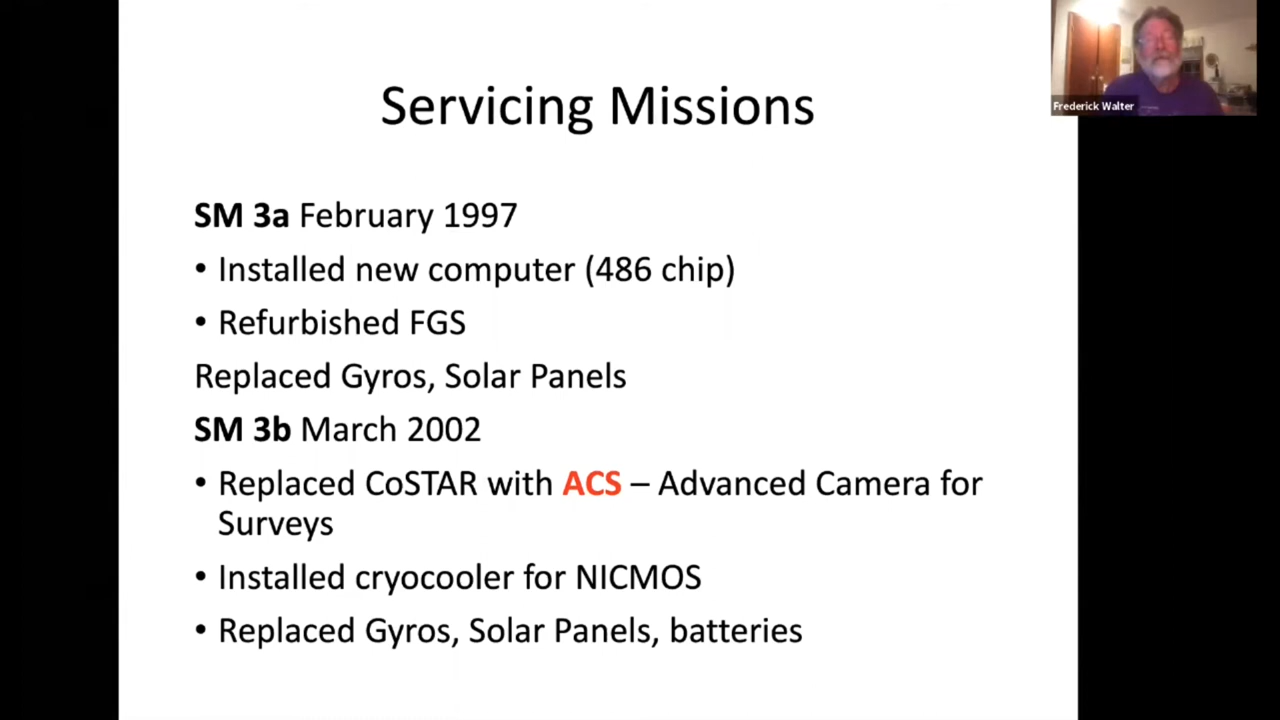 Servicing Missions
Frederick Walter
SM 3a February 1997
• Installed new computer (486 chip)
• Refurbished FGS
Replaced Gyros, Solar Panels
SM 3b March 2002
• Replaced CoSTAR with ACS – Advanced Camera for
Surveys
• Installed cryocooler for NICMOS
• Replaced Gyros, Solar Panels, batteries